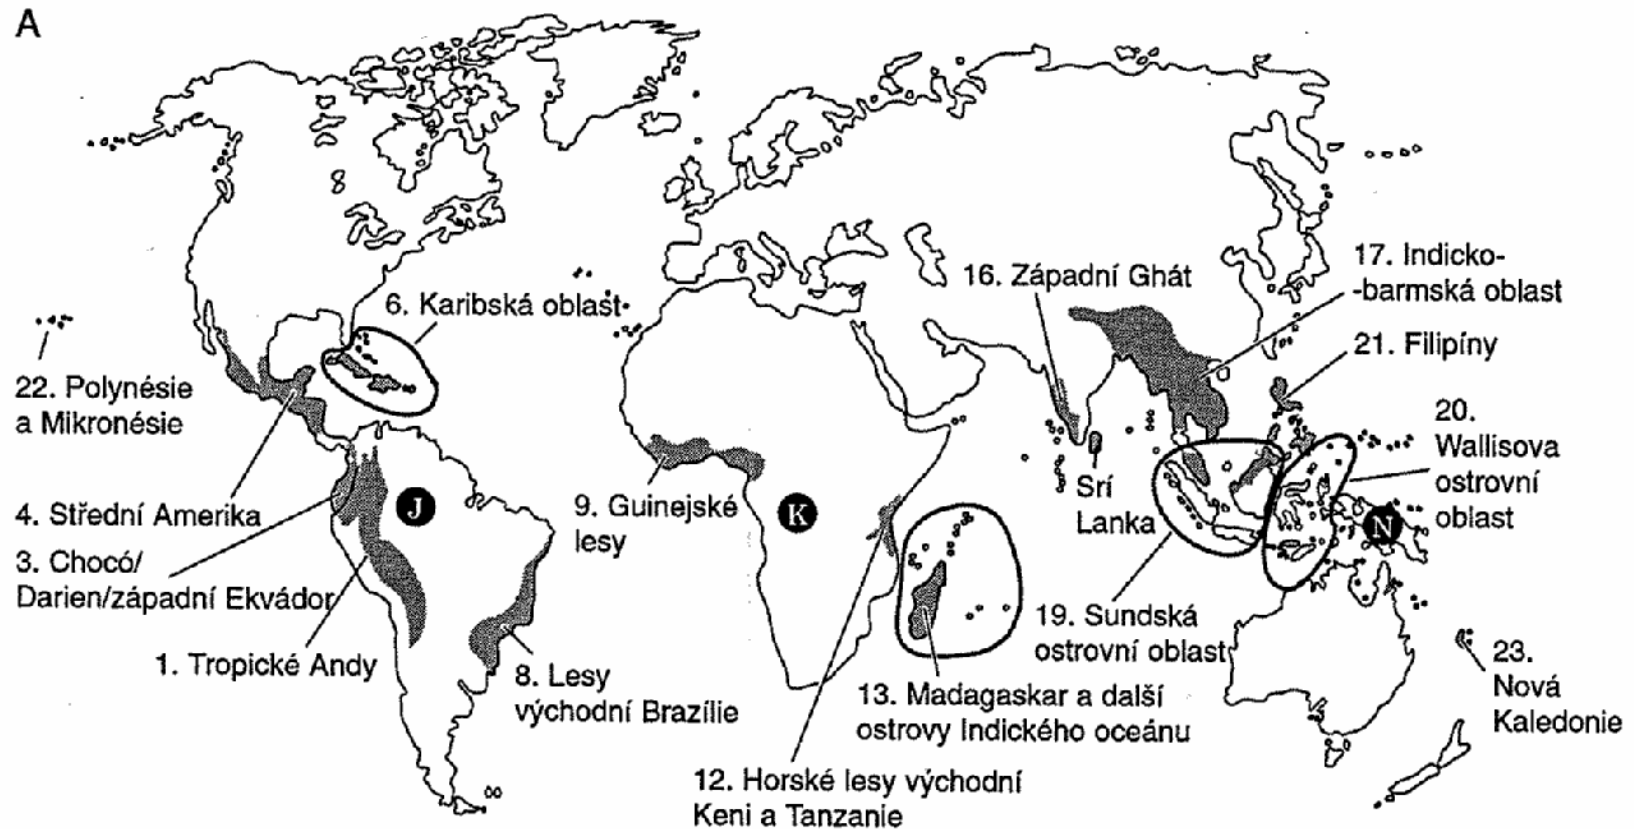 A
6. Karibská oblast
16. Západní Ghát
17. Indicko-
-barmská oblast
21. Filipíny
22. Polynésie
a Mikronésie
20.
Wallisova
ostrovní
oblast
4. Střední Amerika
3. Chocó/
Darien/západní Ekvádor
J
9. Guinejské
lesy
K
Srí
Lanka
N
1. Tropické Andy
8. Lesy
východní Brazílie
19. Sundská
ostrovní oblast
13. Madagaskar a další
ostrovy Indického oceánu
23.
Nová
Kaledonie
12. Horské lesy východní
Keni a Tanzanie